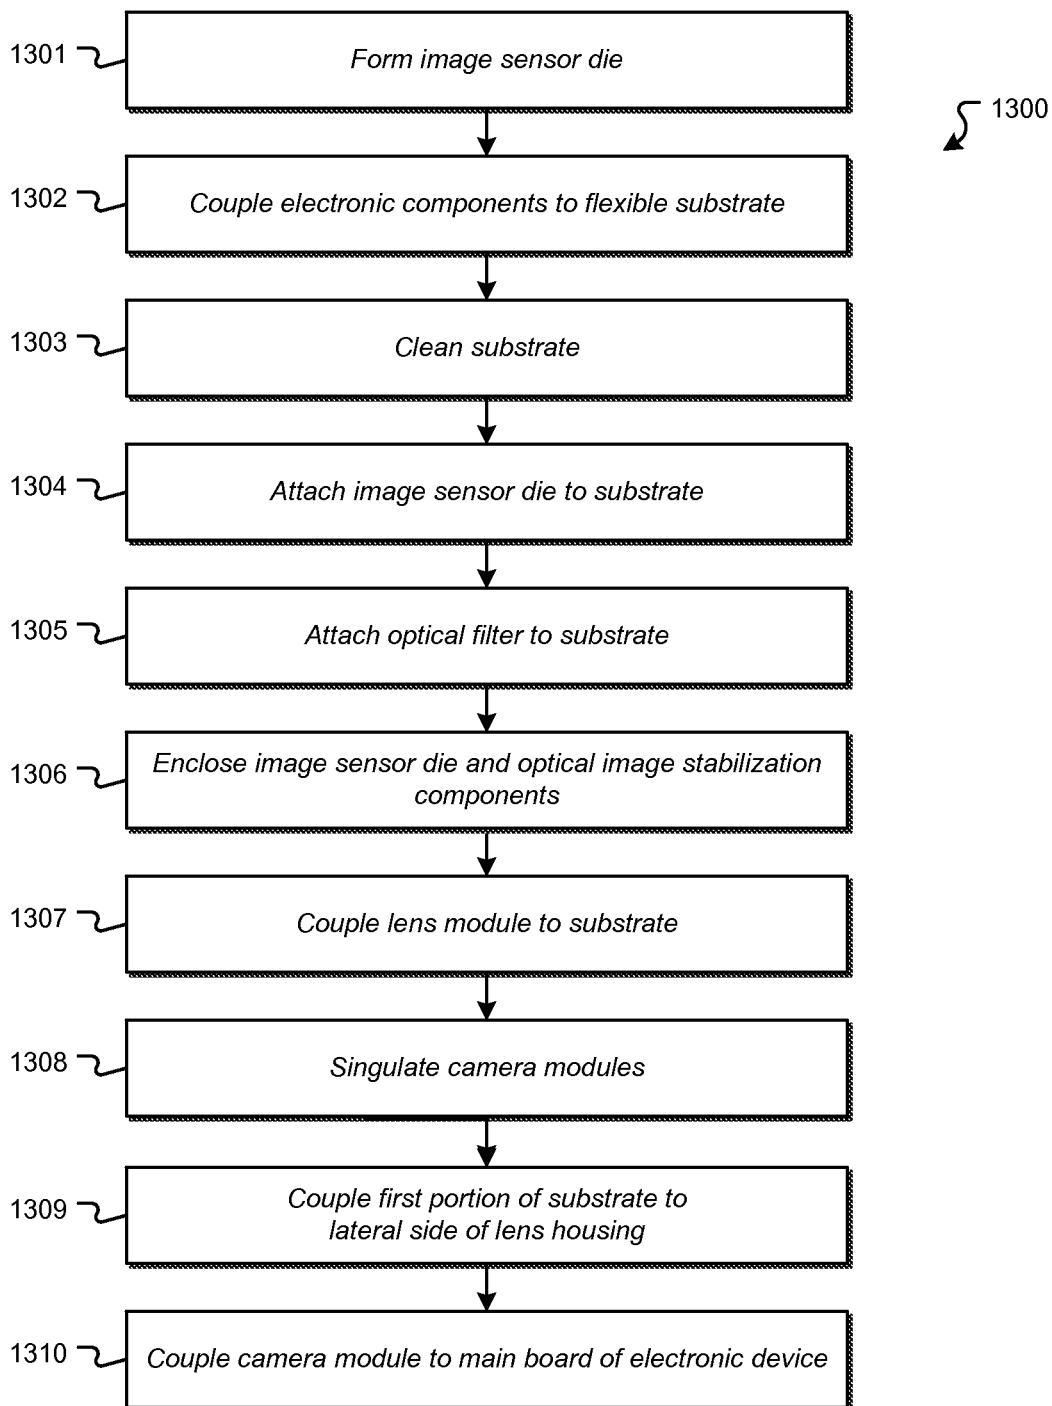 1301
Form image sensor die
1300
1302
Couple electronic components to flexible substrate
1303
Clean substrate
1304
Attach image sensor die to substrate
1305
Attach optical filter to substrate
1306
Enclose image sensor die and optical image stabilization
components
1307
Couple lens module to substrate
1308
Singulate camera modules
1309
Couple first portion of substrate to
lateral side of lens housing
1310
Couple camera module to main board of electronic device